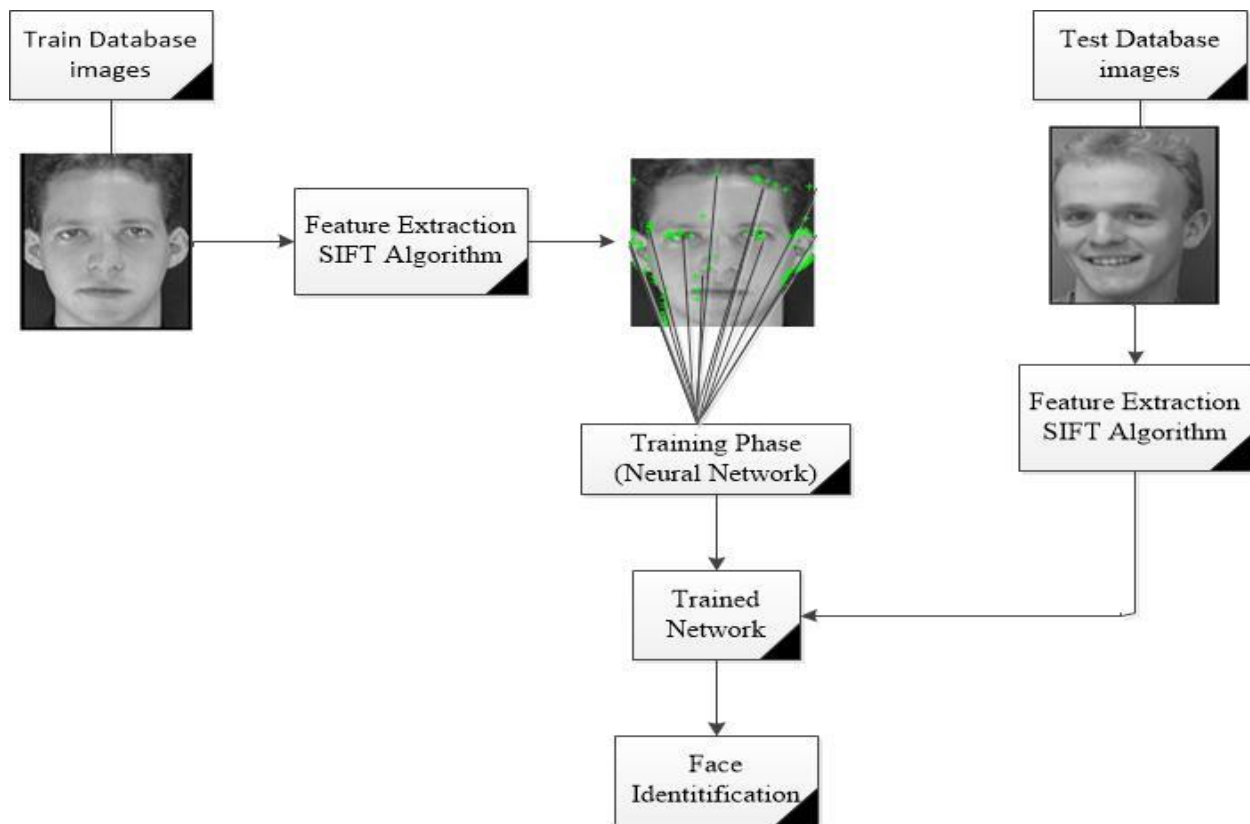 Train Database
images
Test Database
images
Feature Extraction
SIFT Algorithm
Feature Extraction
SIFT Algorithm
Training Phase
(Neural Network)
Trained
Network
Face
Identitification